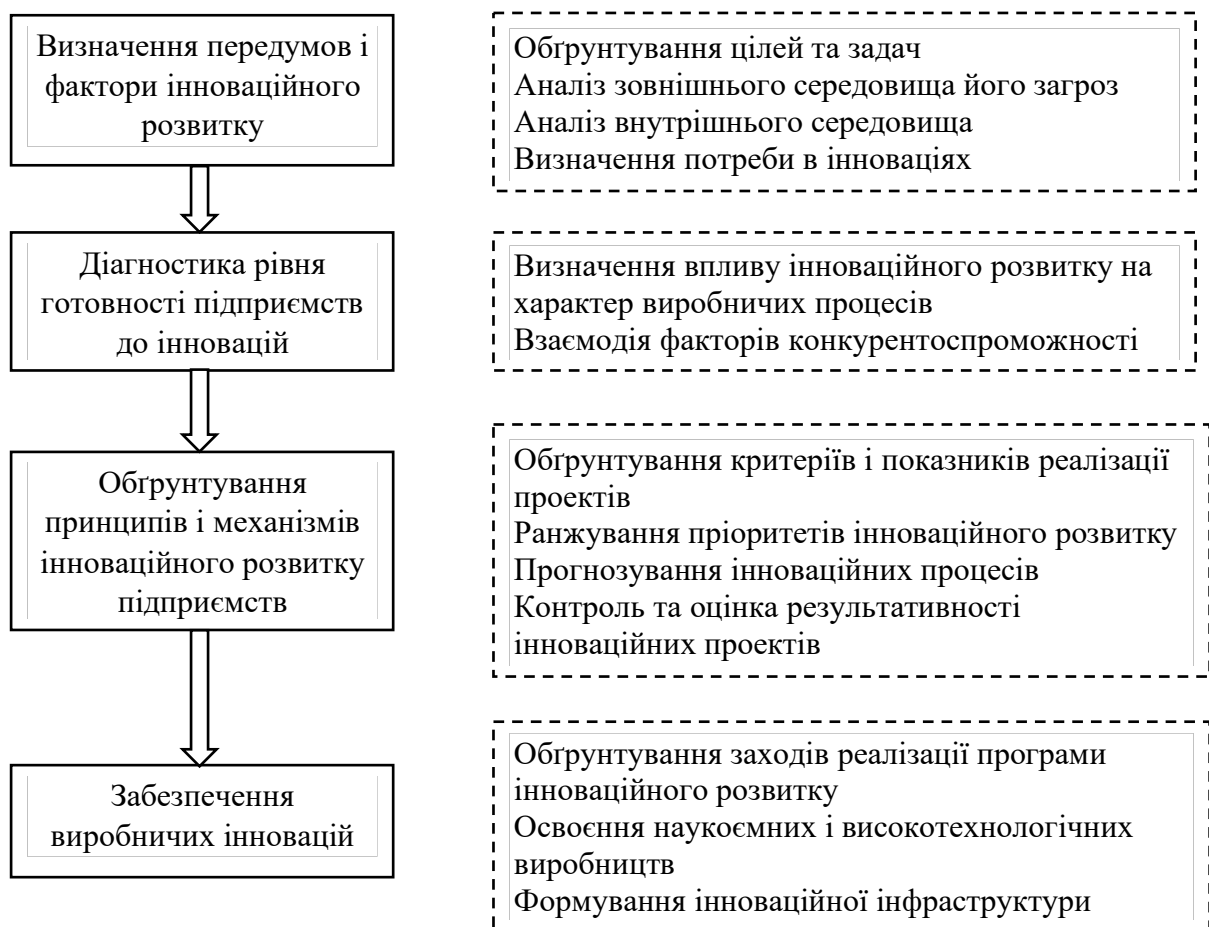 Визначення передумов і
фактори інноваційного
розвитку
Обґрунтування цілей та задач
Аналіз зовнішнього середовища його загроз
Аналіз внутрішнього середовища
Визначення потреби в інноваціях
Діагностика рівня
готовності підприємств
до інновацій
Визначення впливу інноваційного розвитку на
характер виробничих процесів
Взаємодія факторів конкурентоспроможності
Обґрунтування
принципів і механізмів
інноваційного розвитку
підприємств
Обґрунтування критеріїв і показників реалізації
проектів
Ранжування пріоритетів інноваційного розвитку
Прогнозування інноваційних процесів
Контроль та оцінка результативності
інноваційних проектів
Забезпечення
виробничих інновацій
Обґрунтування заходів реалізації програми
інноваційного розвитку
Освоєння наукоємних і високотехнологічних
виробництв
Формування інноваційної інфраструктури